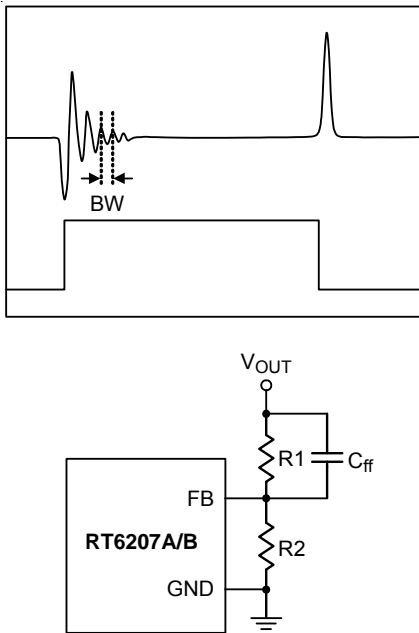 BW
VOUT
R1
Cff
FB
RT6207A/B
R2
GND